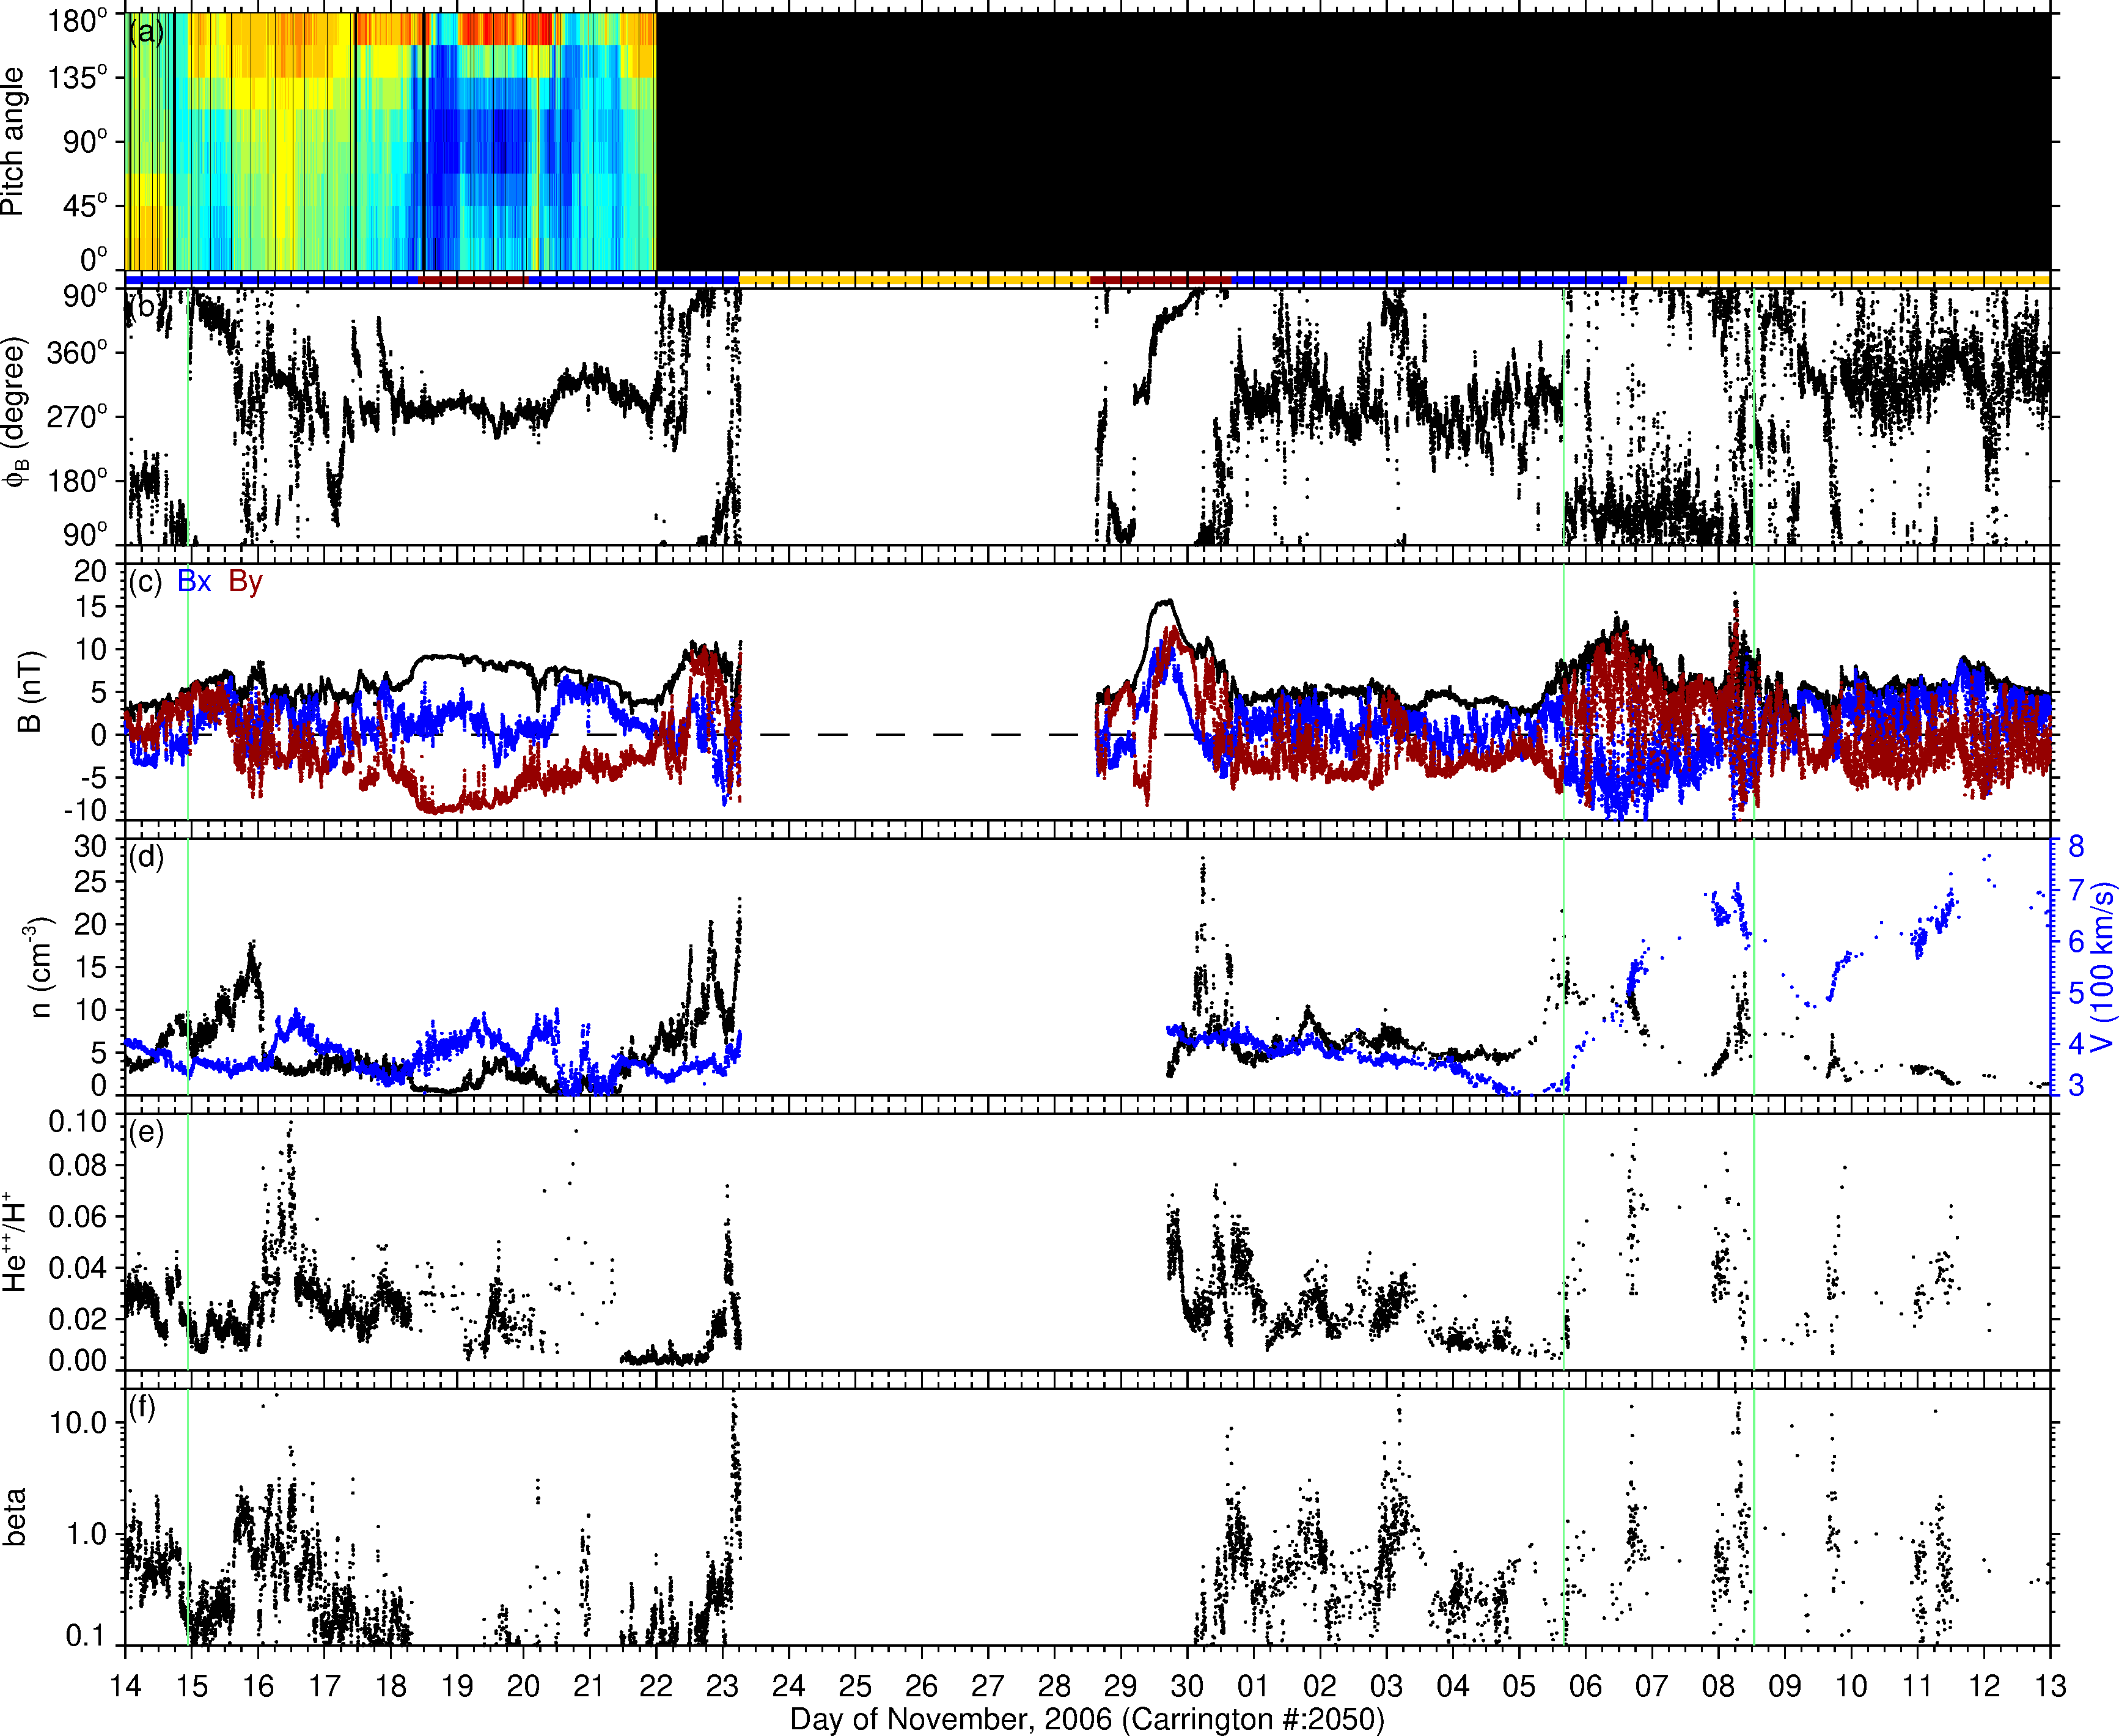 (a)
180°
135°
90°
45°
0°
Pitch angle
(b)
90°
360°
270°
180°
90°
ϕB (degree)
(c) Bx By
20
15
10
5
0
-5
-10
B (nT)
(d)
30
25
20
15
10
5
0
n (cm-3)
8
7
6
5
4
3
V (100 km/s)
(e)
0.10
0.08
0.06
0.04
0.02
0.00
He++/H+
(f)
10.0
1.0
0.1
beta
14 15 16 17 18 19 20 21 22 23 24 25 26 27 28 29 30 01 02 03 04 05 06 07 08 09 10 11 12 13
Day of November, 2006 (Carrington #:2050)